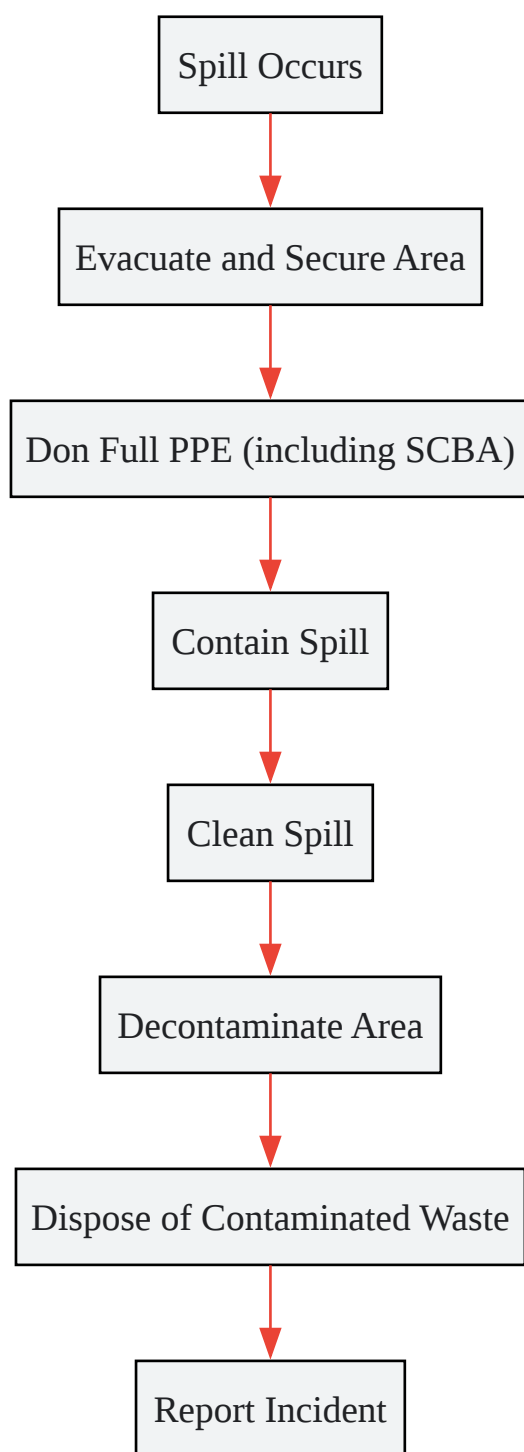 Spill Occurs
Evacuate and Secure Area
Don Full PPE (including SCBA)
Contain Spill
Clean Spill
Decontaminate Area
Dispose of Contaminated Waste
Report Incident